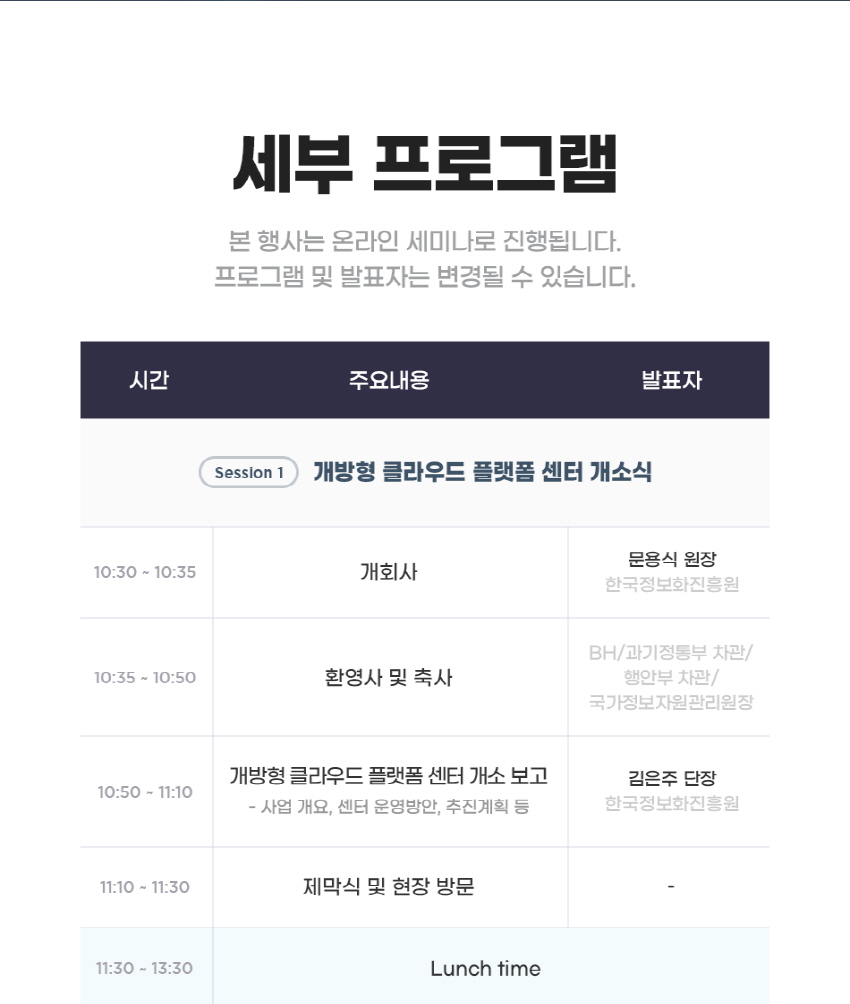 세부 프로그램
본 행사는 온라인 세미나로 진행됩니다.
프로그램 및 발표자는 변경될 수 있습니다.
시간 주요내용 발표자
Session 1 개방형 클라우드 플랫폼 센터 개소식
10:30 ~ 10:35 개회사 문용식 원장
한국정보화진흥원
10:35 ~ 10:50 환영사 및 축사 BH/과기정통부 차관/
행안부 차관/
국가정보자원관리원장
10:50 ~ 11:10 개방형 클라우드 플랫폼 센터 개소 보고
- 사업 개요, 센터 운영방안, 추진계획 등
김은주 단장
한국정보화진흥원
11:10 ~ 11:30 제막식 및 현장 방문 -
11:30 ~ 13:30 Lunch time